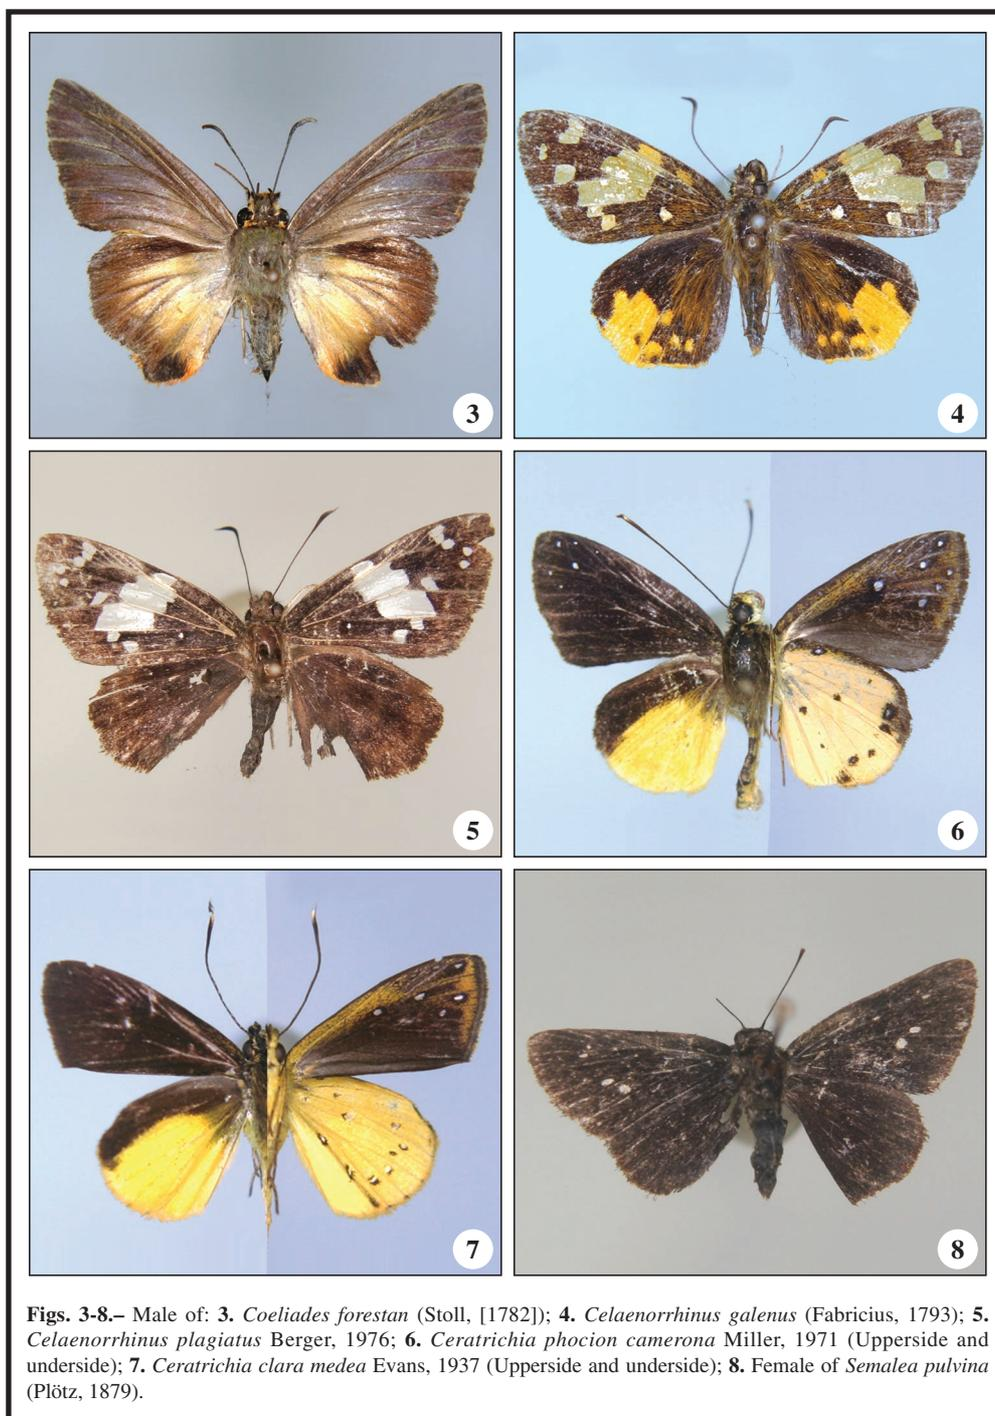 3
4
5
6
7
8
Figs. 3-8.– Male of: 3. Coeliades forestan (Stoll, [1782]); 4. Celaenorrhinus galenus (Fabricius, 1793); 5.
Celaenorrhinus plagiatus Berger, 1976; 6. Ceratrichia phocion camerona Miller, 1971 (Upperside and
underside); 7. Ceratrichia clara medea Evans, 1937 (Upperside and underside); 8. Female of Semalea pulvina
(Plötz, 1879).